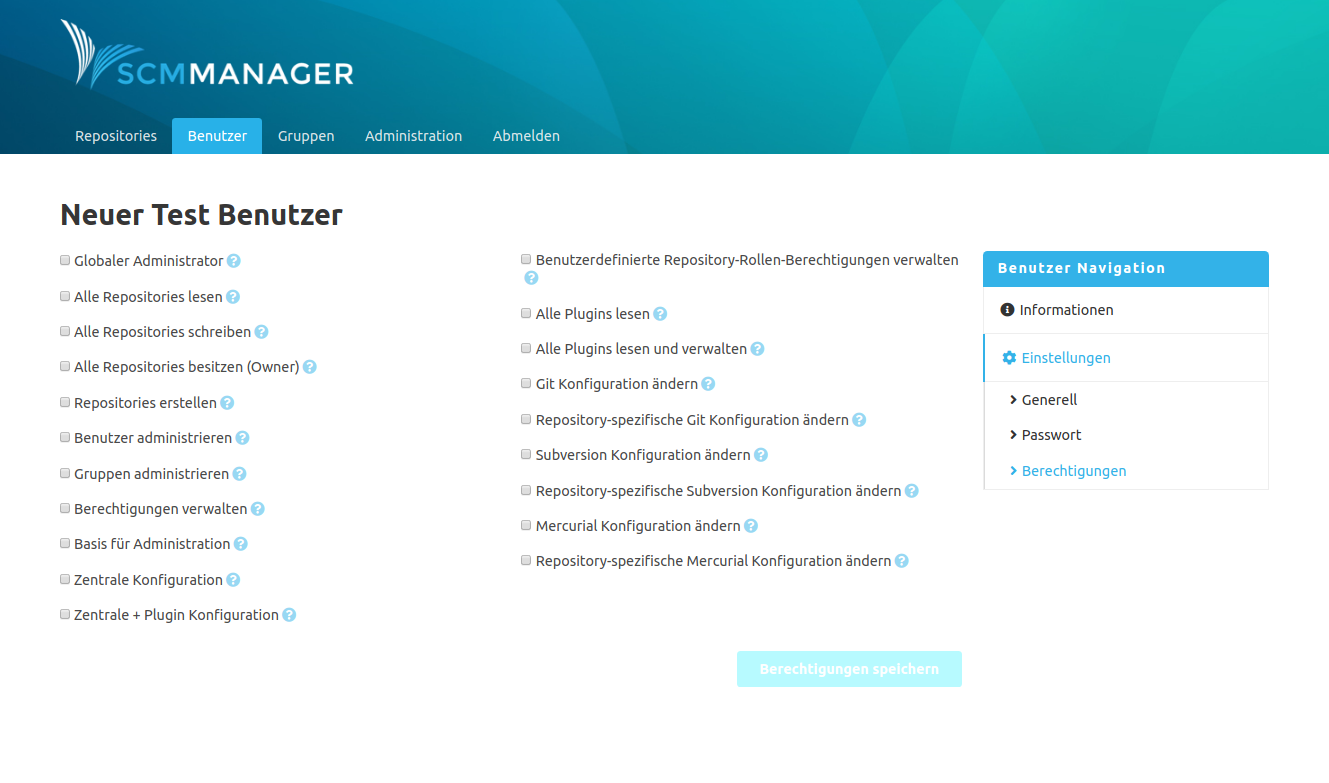 SCMMANAGER
Repositories Benutzer Gruppen Administration Abmelden
Neuer Test Benutzer
Globaler Administrator ?
Alle Repositories lesen ?
Alle Repositories schreiben ?
Alle Repositories besitzen (Owner) ?
Repositories erstellen ?
Benutzer administrieren ?
Gruppen administrieren ?
Berechtigungen verwalten ?
Basis für Administration ?
Zentrale Konfiguration ?
Zentrale + Plugin Konfiguration ?
Benutzerdefinierte Repository-Rollen-Berechtigungen verwalten
?
Alle Plugins lesen ?
Alle Plugins lesen und verwalten ?
Git Konfiguration ändern ?
Repository-spezifische Git Konfiguration ändern ?
Subversion Konfiguration ändern ?
Repository-spezifische Subversion Konfiguration ändern ?
Mercurial Konfiguration ändern ?
Repository-spezifische Mercurial Konfiguration ändern ?
Berechtigungen speichern
Benutzer Navigation
Informationen
Einstellungen
Generell
Passwort
Berechtigungen